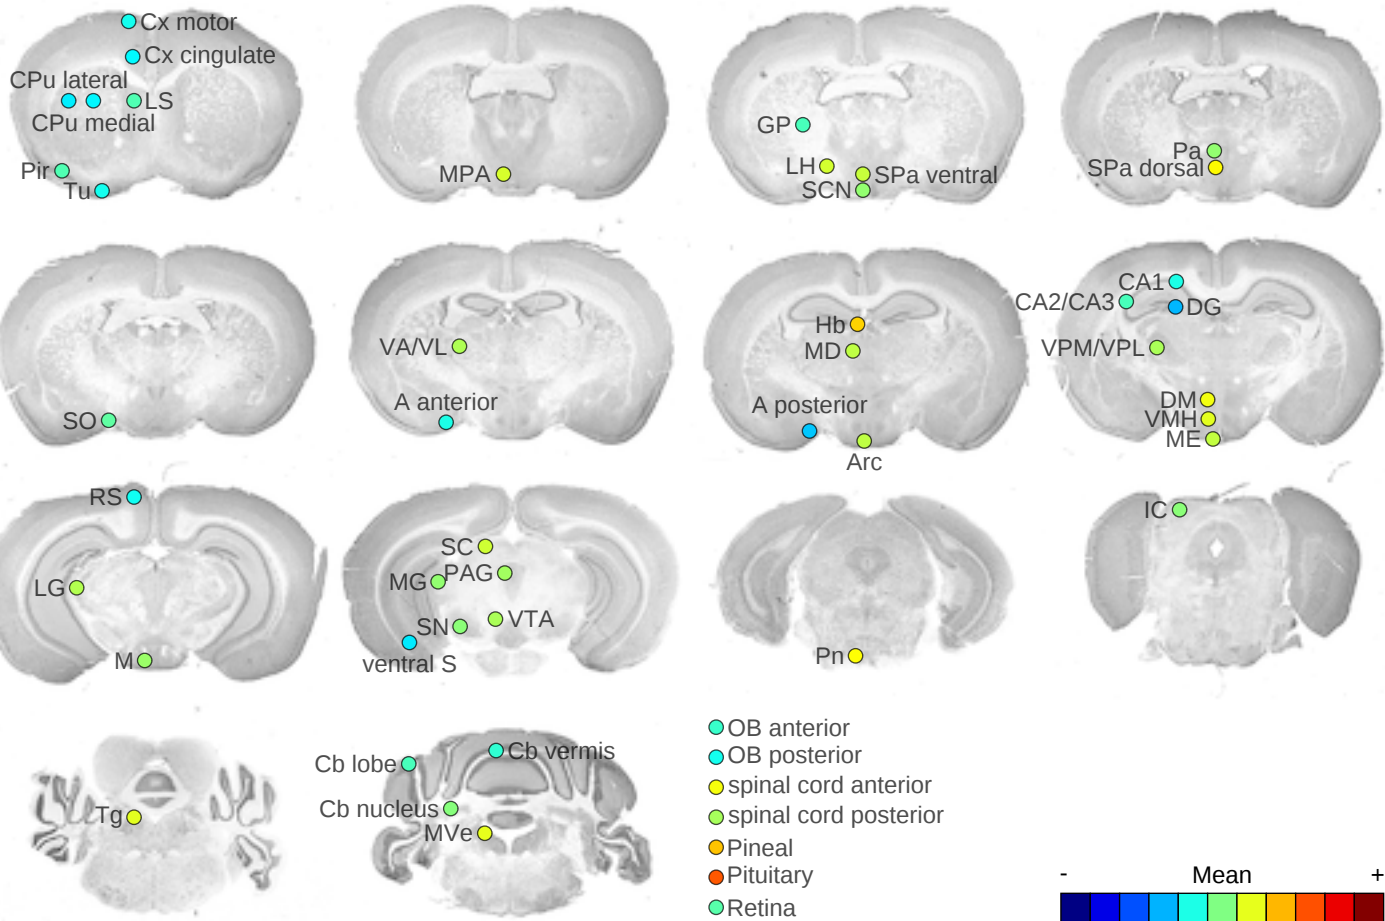 Cx motor
Cx cingulate
CPu lateral
LS
CPu medial
Pir
Tu
MPA
GP
LH
SPa ventral
SCN
Pa
SPa dorsal
SO
VA/VL
A anterior
Hb
MD
A posterior
Arc
CA1
CA2/CA3
DG
VPM/VPL
DM
VMH
ME
RS
LG
M
SC
PAG
MG
VTA
SN
ventral S
Pn
IC
Tg
Cb vermis
Cb lobe
Cb nucleus
MVe
OB anterior
OB posterior
spinal cord anterior
spinal cord posterior
Pineal
Pituitary
Retina
- Mean +